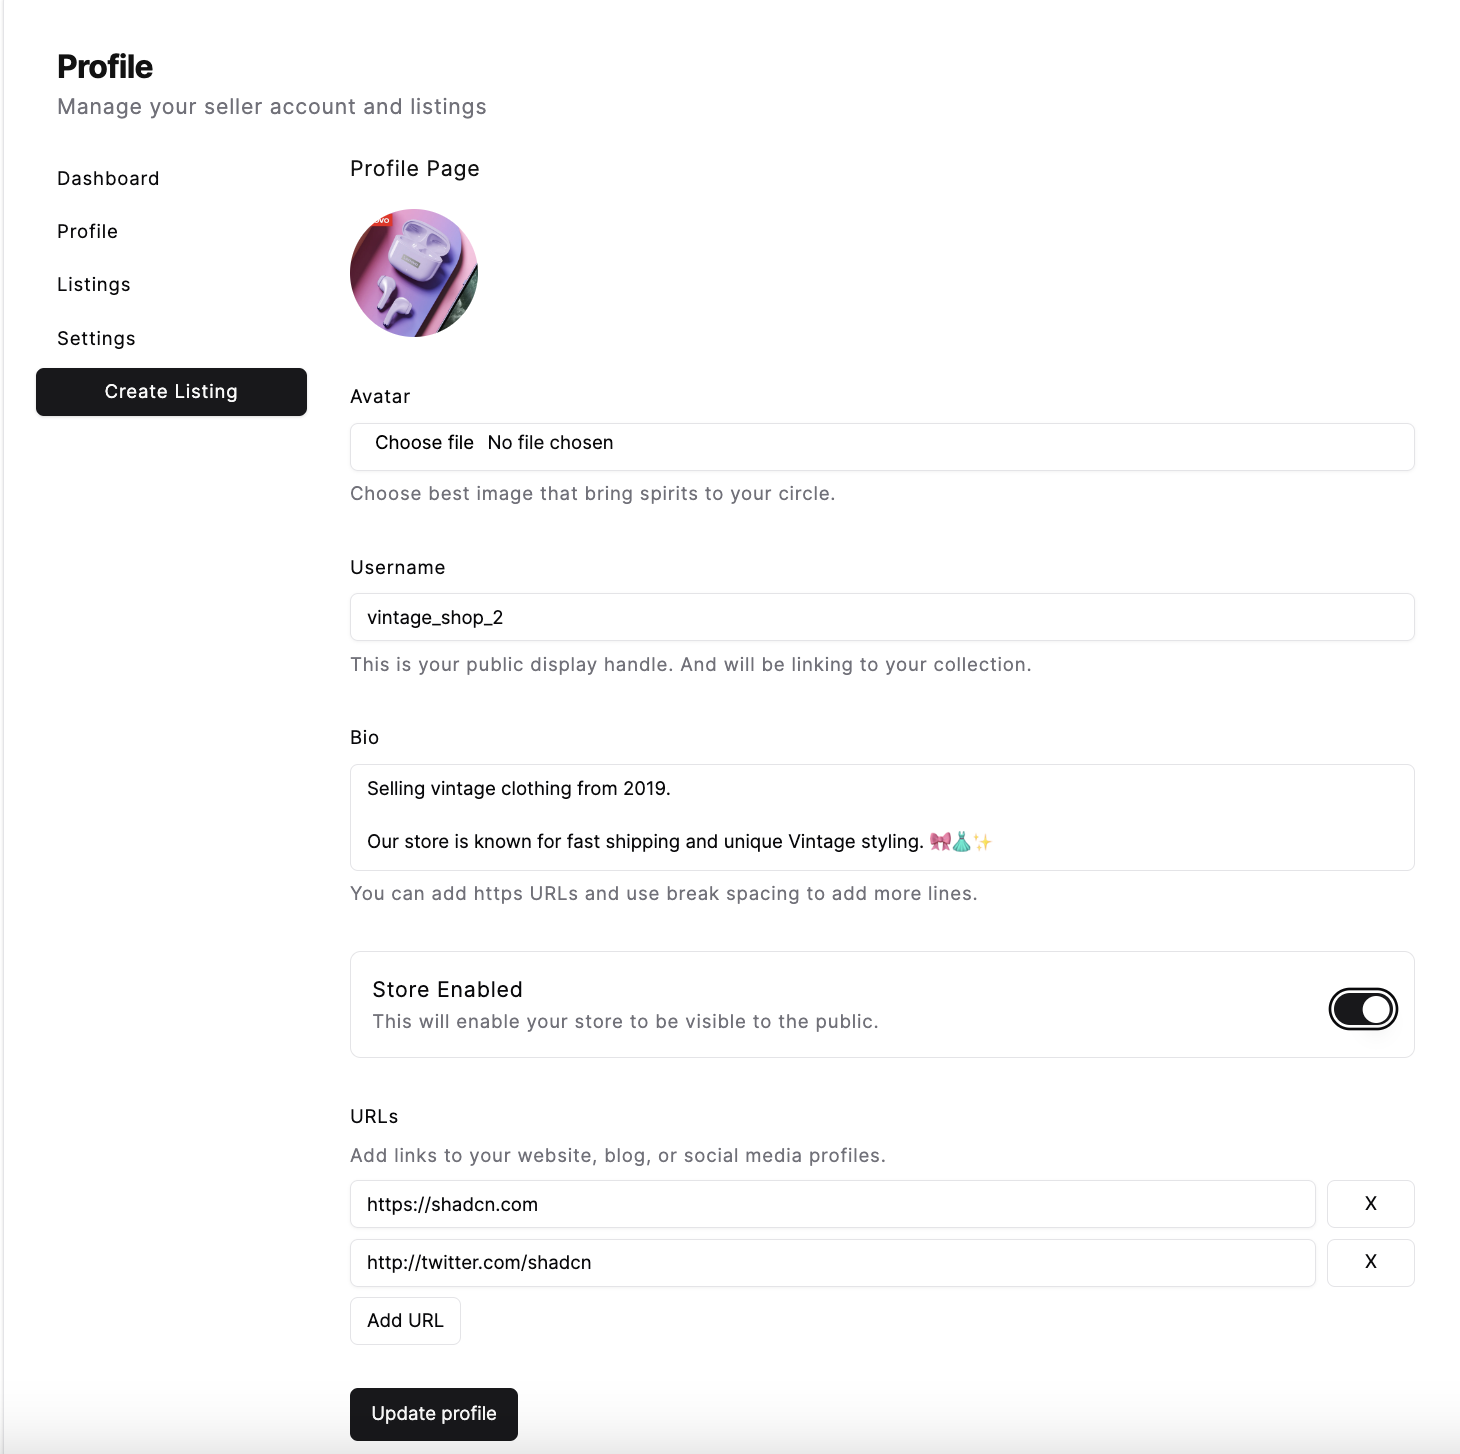 Profile
Manage your seller account and listings
Dashboard
Profile
Listings
Settings
Create Listing
Profile Page
Avatar
Choose file No file chosen
Choose best image that bring spirits to your circle.
Username
vintage_shop_2
This is your public display handle. And will be linking to your collection.
Bio
Selling vintage clothing from 2019.
Our store is known for fast shipping and unique Vintage styling. 🎀👗✨
You can add https URLs and use break spacing to add more lines.
Store Enabled
This will enable your store to be visible to the public.
URLs
Add links to your website, blog, or social media profiles.
https://shadcn.com
X
http://twitter.com/shadcn
X
Add URL
Update profile